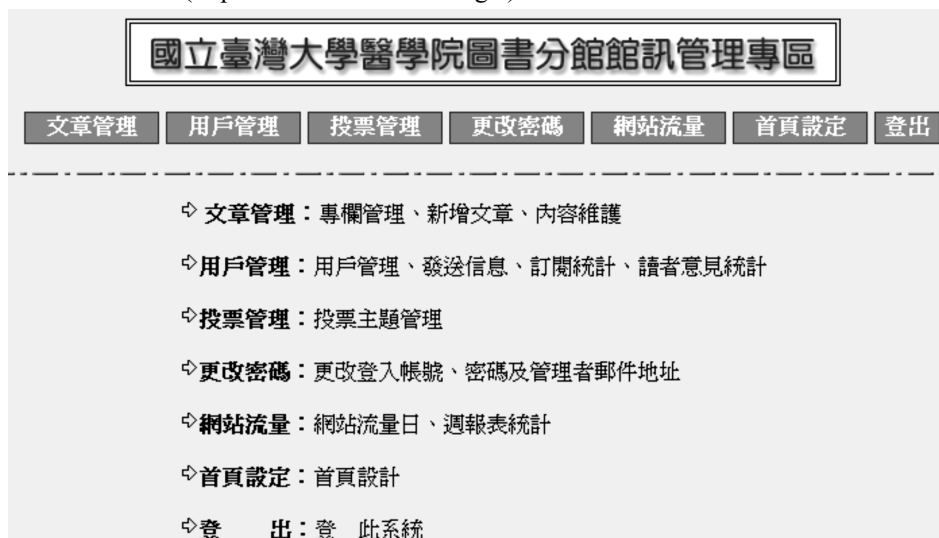 國立臺灣大學醫學院圖書分館館訊管理專區
文章管理 用戶管理 投票管理 更改密碼 網站流量 首頁設定 登出
➪ 文章管理：專欄管理、新增文章、內容維護
➪用戶管理：用戶管理、發送信息、訂閱統計、讀者意見統計
➪投票管理：投票主題管理
➪更改密碼：更改登入帳號、密碼及管理者郵件地址
➪網站流量：網站流量日、週報表統計
➪首頁設定：首頁設計
➪登　　出：登　此系統